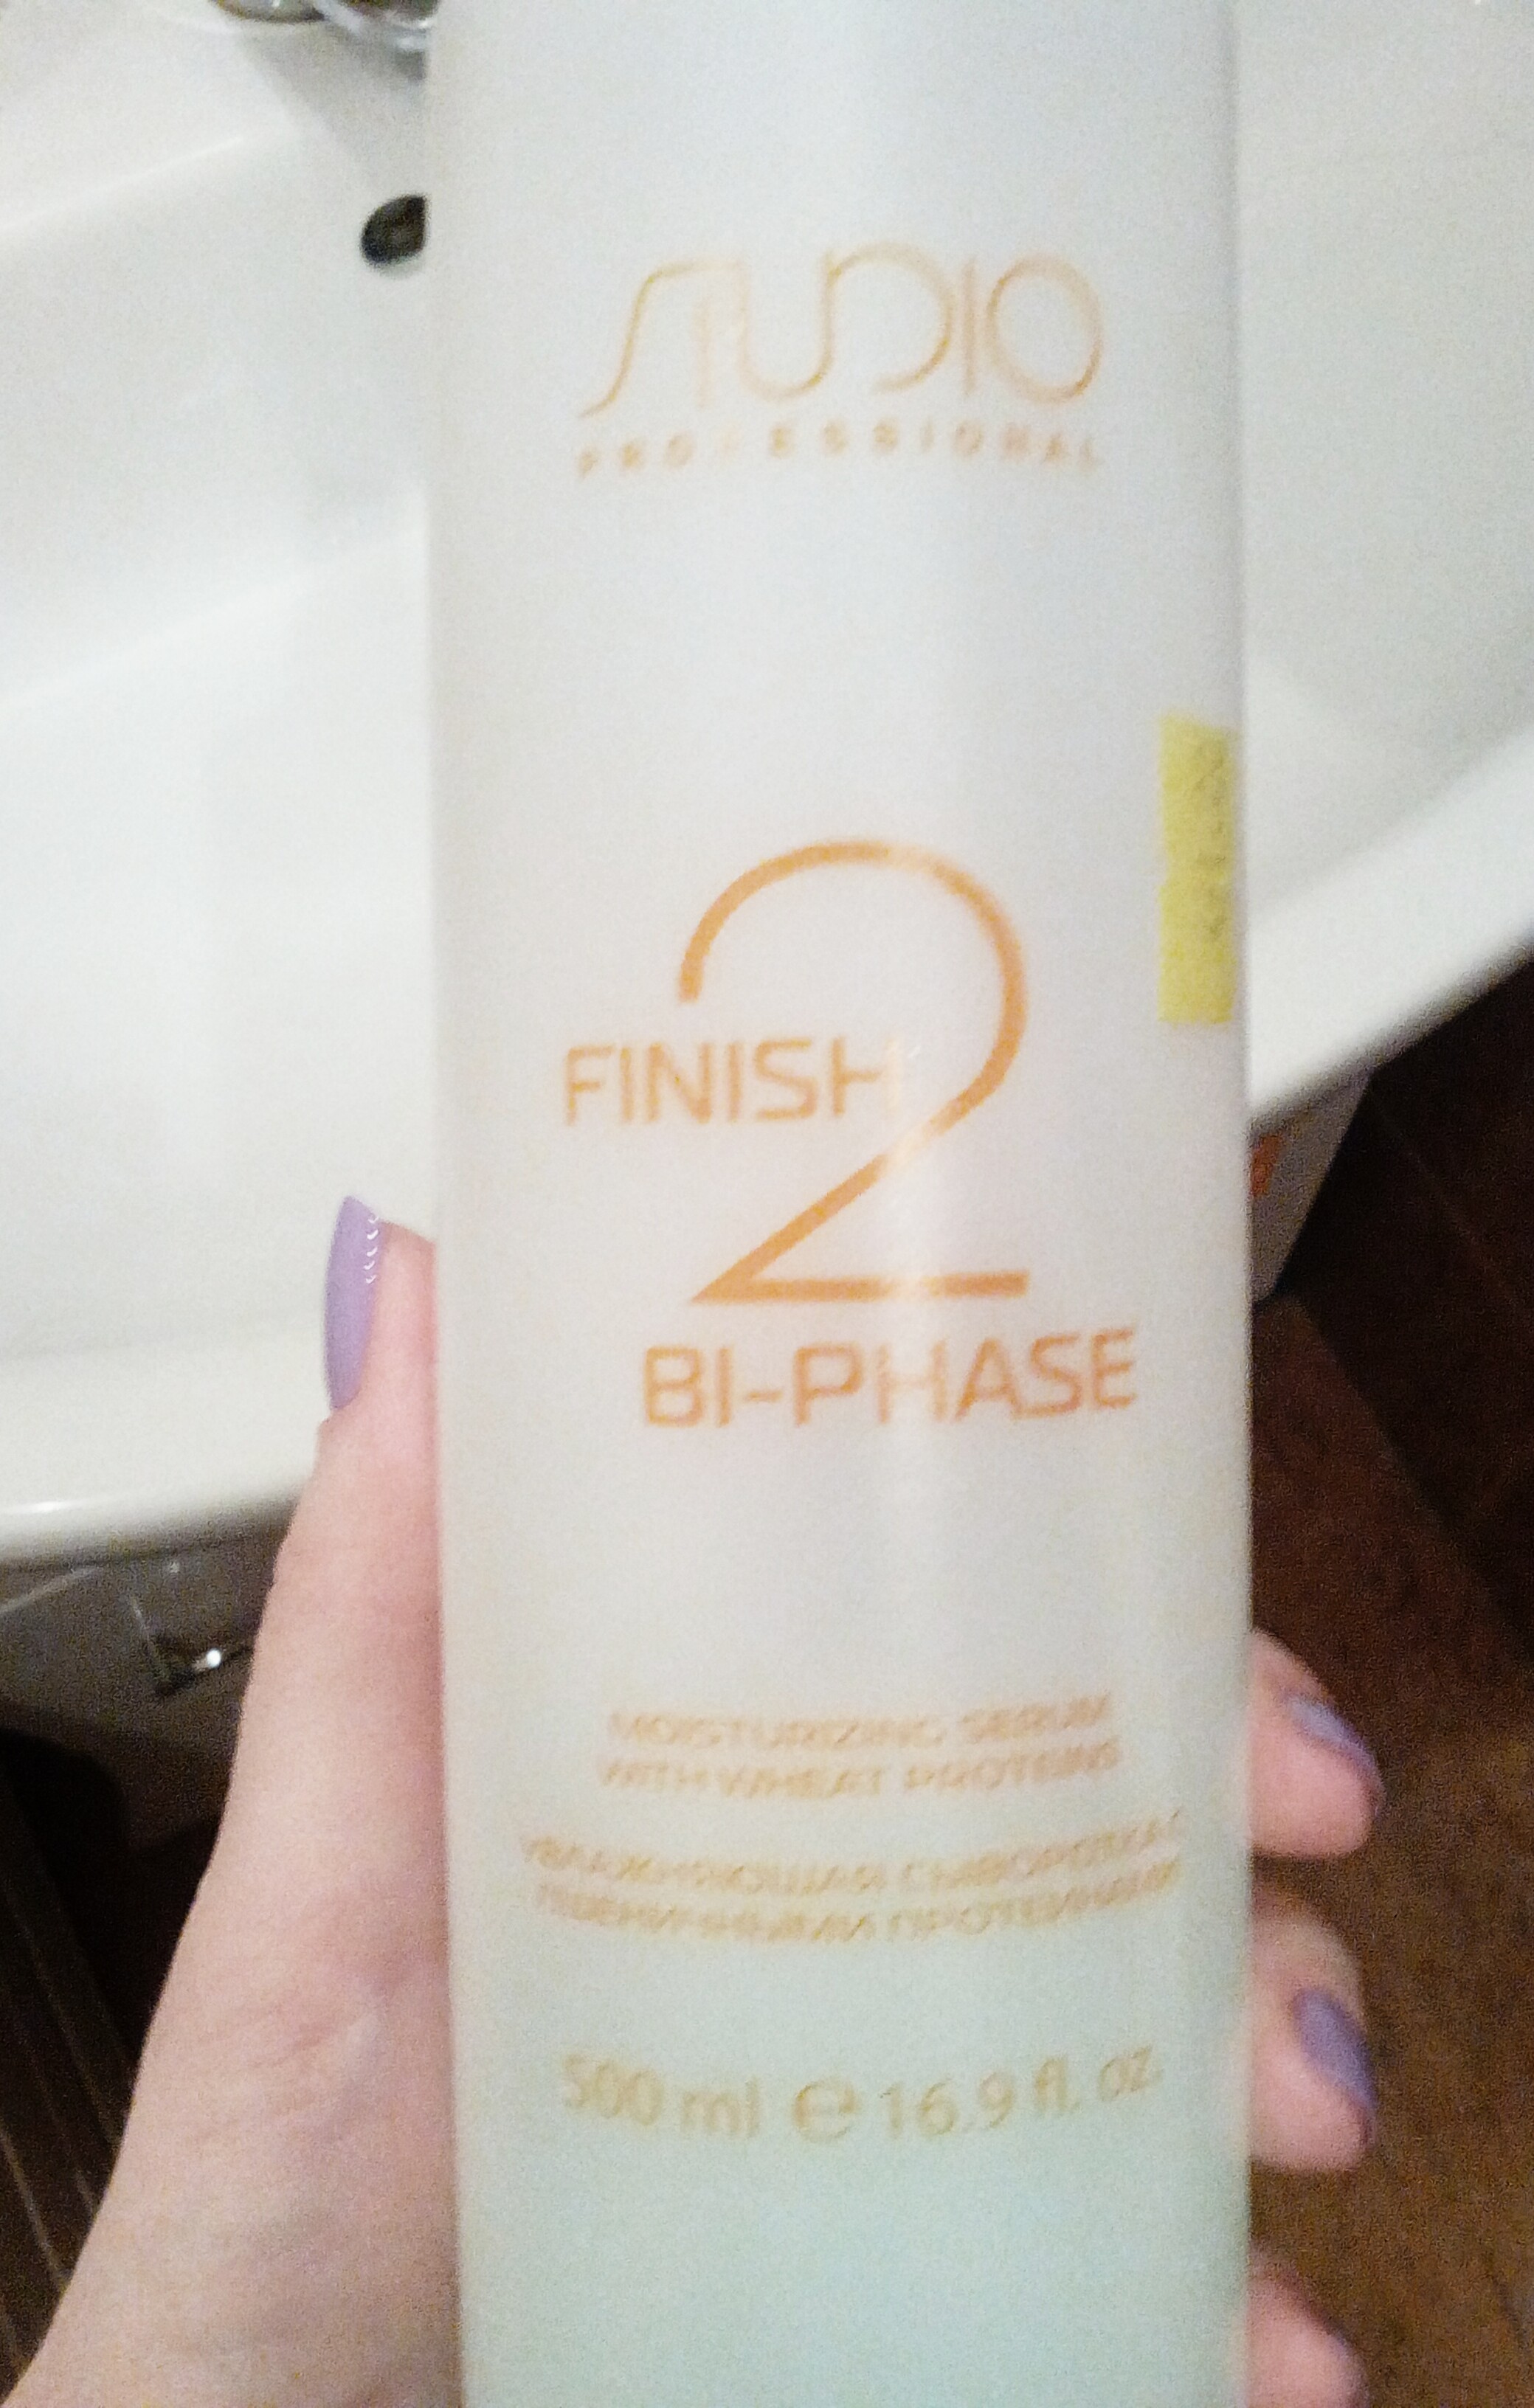 STUDIO
PROFESSIONAL
2
FINISH
BI-PHASE
MOISTURIZING SERUM
WITH WHEAT PROTEINS
УВЛАЖНЯЮЩАЯ СЫВОРОТКА С
ПШЕНИЧНЫМИ ПРОТЕИНАМИ
500 ml ℮ 16.9 fl. oz